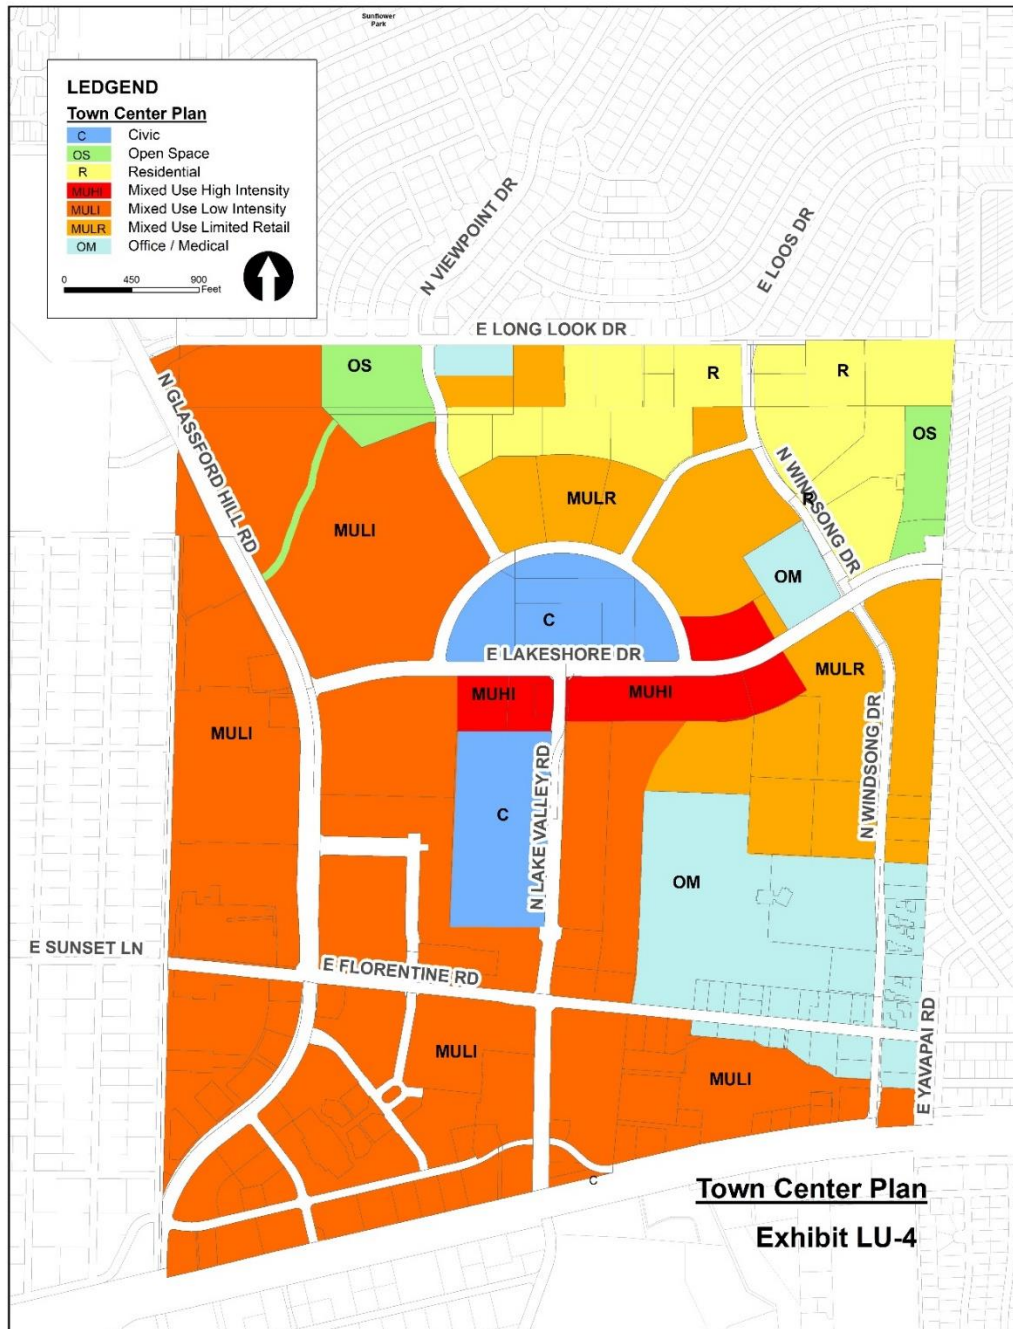 Sunflower
Park
LEDGEND
Town Center Plan
C Civic
OS Open Space
R Residential
MUHI Mixed Use High Intensity
MULI Mixed Use Low Intensity
MULR Mixed Use Limited Retail
OM Office / Medical
0 450 900
Feet
N VIEWPOINT DR
E LOOS DR
E LONG LOOK DR
OS
R
R
N GLASSFORD HILL RD
OS
N WINDSONG DR
R
MULR
MULI
OM
C
E LAKESHORE DR
MULR
MUHI
MUHI
MULI
N WINDSONG DR
N LAKE VALLEY RD
C
OM
E SUNSET LN
E FLORENTINE RD
E YAVAPAI RD
MULI
MULI
C
Town Center Plan
Exhibit LU-4